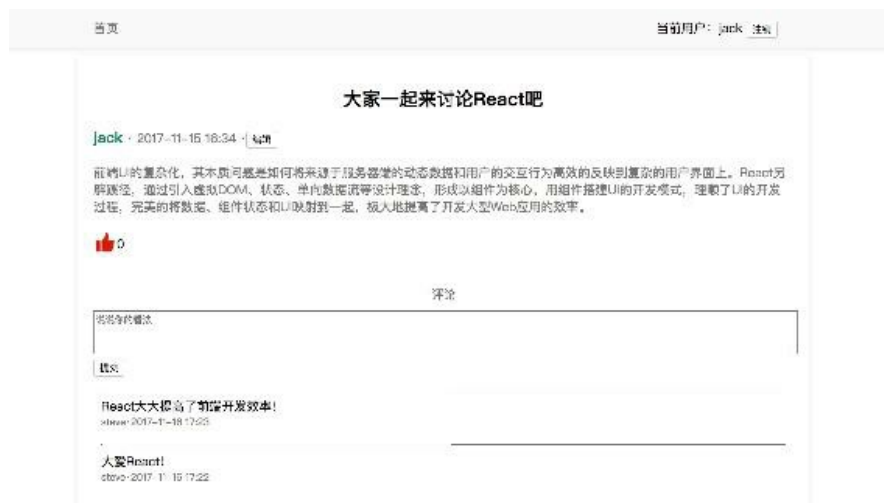 首页
当前用户：jack 注销
大家一起来讨论React吧
jack · 2017-11-15 16:34 · 编辑
前端UI的复杂化，其本质问题是如何将来源于服务器端的动态数据和用户的交互行为高效的反映到复杂的用户界面上。React另
辟蹊径，通过引入虚拟DOM、状态、单向数据流等设计理念，形成以组件为核心，用组件搭建UI的开发模式，理顺了UI的开发
过程，完美的将数据、组件状态和UI映射到一起，极大地提高了开发大型Web应用的效率。
0
评论
说说你的看法
提交
React大大提高了前端开发效率！
steve·
大爱React!
steve·